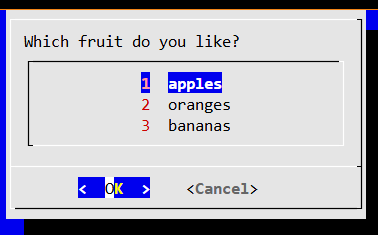 Which fruit do you like?
1 apples
2 oranges
3 bananas
< OK > <Cancel>